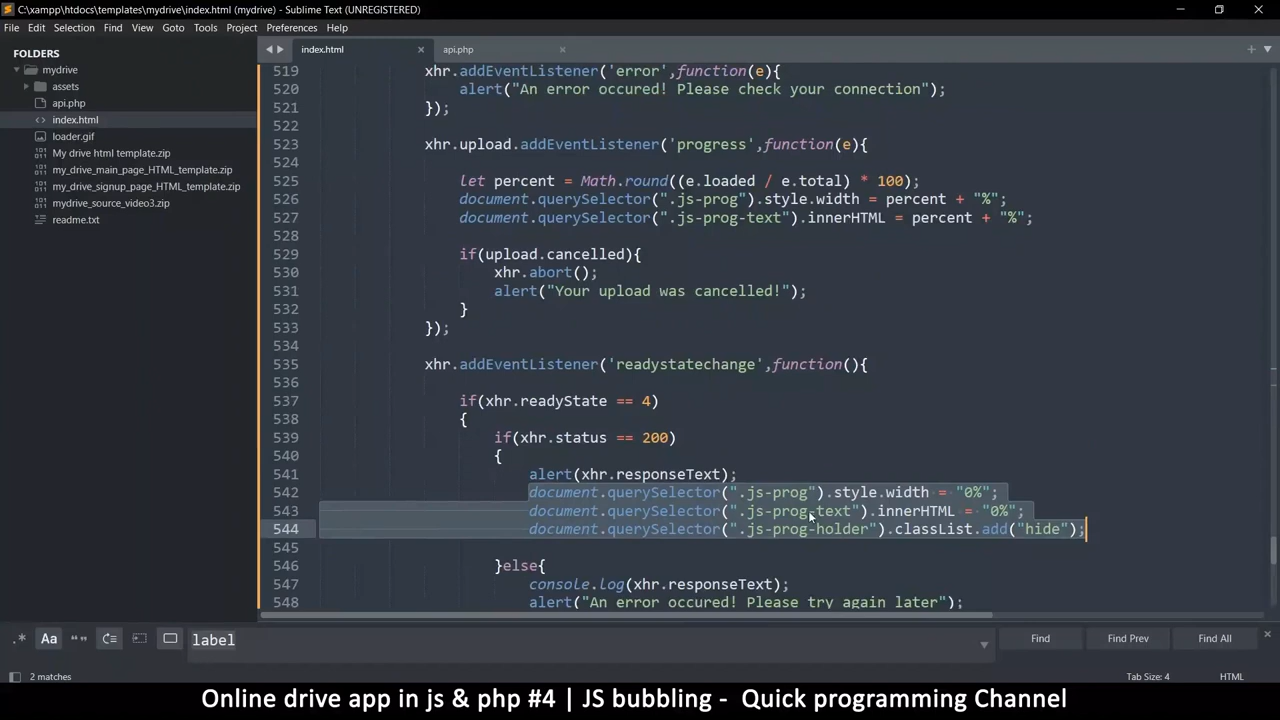 C:\xampp\htdocs\templates\mydrive\index.html (mydrive) - Sublime Text (UNREGISTERED)
File Edit Selection Find View Goto Tools Project Preferences Help
FOLDERS
mydrive
assets
api.php
index.html
loader.gif
My drive html template.zip
my_drive_main_page_HTML_template.zip
my_drive_signup_page_HTML_template.zip
mydrive_source_video3.zip
readme.txt
index.html api.php
519 xhr.addEventListener('error',function(e){
520 alert("An error occured! Please check your connection");
521 });
522
523 xhr.upload.addEventListener('progress',function(e){
524
525 let percent = Math.round((e.loaded / e.total) * 100);
526 document.querySelector(".js-prog").style.width = percent + "%";
527 document.querySelector(".js-prog-text").innerHTML = percent + "%";
528
529 if(upload.cancelled){
530 xhr.abort();
531 alert("Your upload was cancelled!");
532 }
533 });
534
535 xhr.addEventListener('readystatechange',function(){
536
537 if(xhr.readyState == 4)
538 {
539 if(xhr.status == 200)
540 {
541 alert(xhr.responseText);
542 document.querySelector(".js-prog").style.width = "0%";
543 document.querySelector(".js-prog-text").innerHTML = "0%";
544 document.querySelector(".js-prog-holder").classList.add("hide");
545
546 }else{
547 console.log(xhr.responseText);
548 alert("An error occured! Please try again later");
.* Aa “” label Find Find Prev Find All
2 matches Tab Size: 4 HTML
Online drive app in js & php #4 | JS bubbling - Quick programming Channel